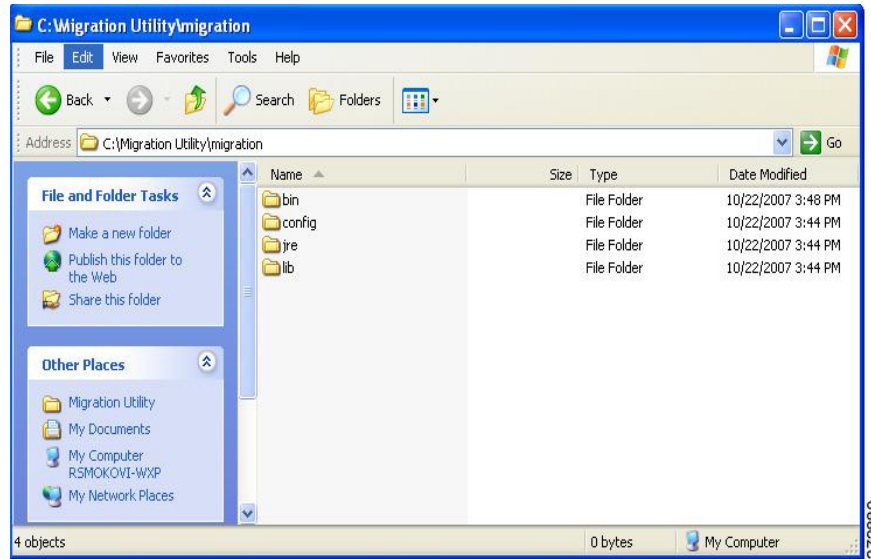 C:\Migration Utility\migration
File Edit View Favorites Tools Help
Back Search Folders
Address C:\Migration Utility\migration Go
Name Size Type Date Modified
File and Folder Tasks
Make a new folder
Publish this folder to
the Web
Share this folder
Other Places
Migration Utility
My Documents
My Computer
RSMOKOVI-WXP
My Network Places
bin File Folder 10/22/2007 3:48 PM
config File Folder 10/22/2007 3:44 PM
jre File Folder 10/22/2007 3:44 PM
lib File Folder 10/22/2007 3:44 PM
4 objects 0 bytes My Computer